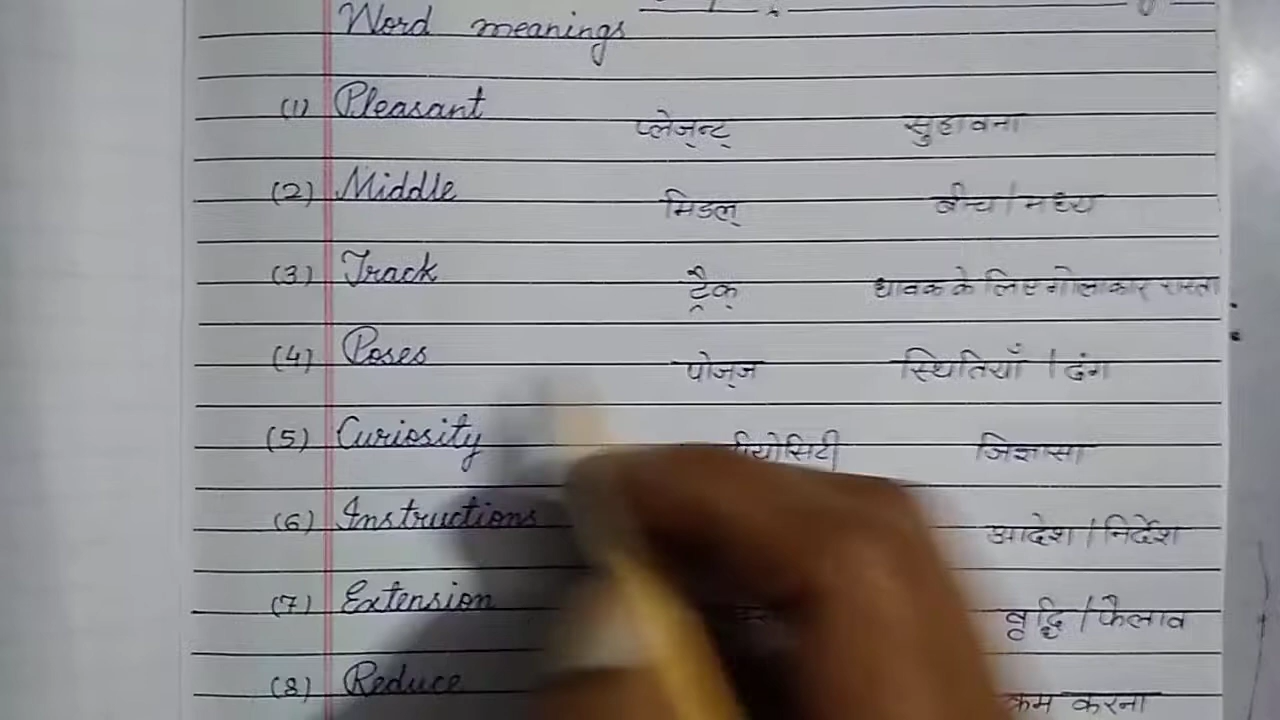 Word meanings
(1) Pleasant प्लेज़्न्ट् सुहावना
(2) Middle मिडल् बीच / मध्य
(3) Track ट्रैक् धावक के लिए गोलाकार रास्ता
(4) Poses पोज़्ज स्थितियाँ / ढंग
(5) Curiosity जिज्ञासा
(6) Instructions आदेश / निर्देश
(7) Extension वृद्धि / फैलाव
(8) Reduce कम करना